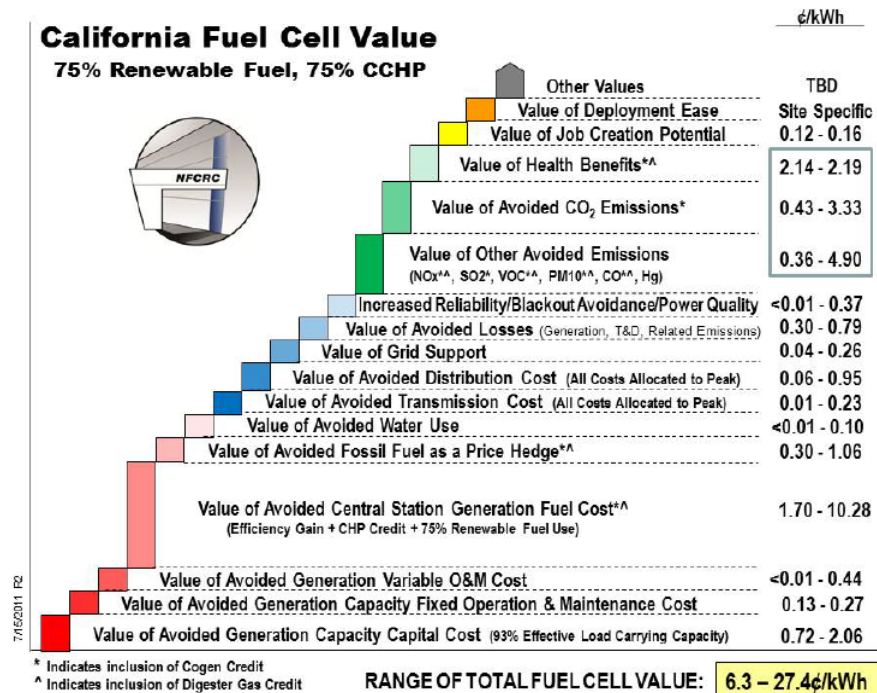 ¢/kWh
California Fuel Cell Value
75% Renewable Fuel, 75% CCHP
Other Values TBD
Value of Deployment Ease Site Specific
Value of Job Creation Potential 0.12 - 0.16
NFCRC
Value of Health Benefits*^ 2.14 - 2.19
Value of Avoided CO₂ Emissions* 0.43 - 3.33
Value of Other Avoided Emissions 0.36 - 4.90
(NOx*^, SO2*, VOC*^, PM10*^, CO*^, Hg)
Increased Reliability/Blackout Avoidance/Power Quality <0.01 - 0.37
Value of Avoided Losses (Generation, T&D, Related Emissions) 0.30 - 0.79
Value of Grid Support 0.04 - 0.26
Value of Avoided Distribution Cost (All Costs Allocated to Peak) 0.06 - 0.95
Value of Avoided Transmission Cost (All Costs Allocated to Peak) 0.01 - 0.23
Value of Avoided Water Use <0.01 - 0.10
Value of Avoided Fossil Fuel as a Price Hedge*^ 0.30 - 1.06
Value of Avoided Central Station Generation Fuel Cost*^ 1.70 - 10.28
(Efficiency Gain + CHP Credit + 75% Renewable Fuel Use)
Value of Avoided Generation Variable O&M Cost <0.01 - 0.44
Value of Avoided Generation Capacity Fixed Operation & Maintenance Cost 0.13 - 0.27
Value of Avoided Generation Capacity Capital Cost (93% Effective Load Carrying Capacity) 0.72 - 2.06
7/15/2011 R2
* Indicates inclusion of Cogen Credit
^ Indicates inclusion of Digester Gas Credit
RANGE OF TOTAL FUEL CELL VALUE: 6.3 – 27.4¢/kWh